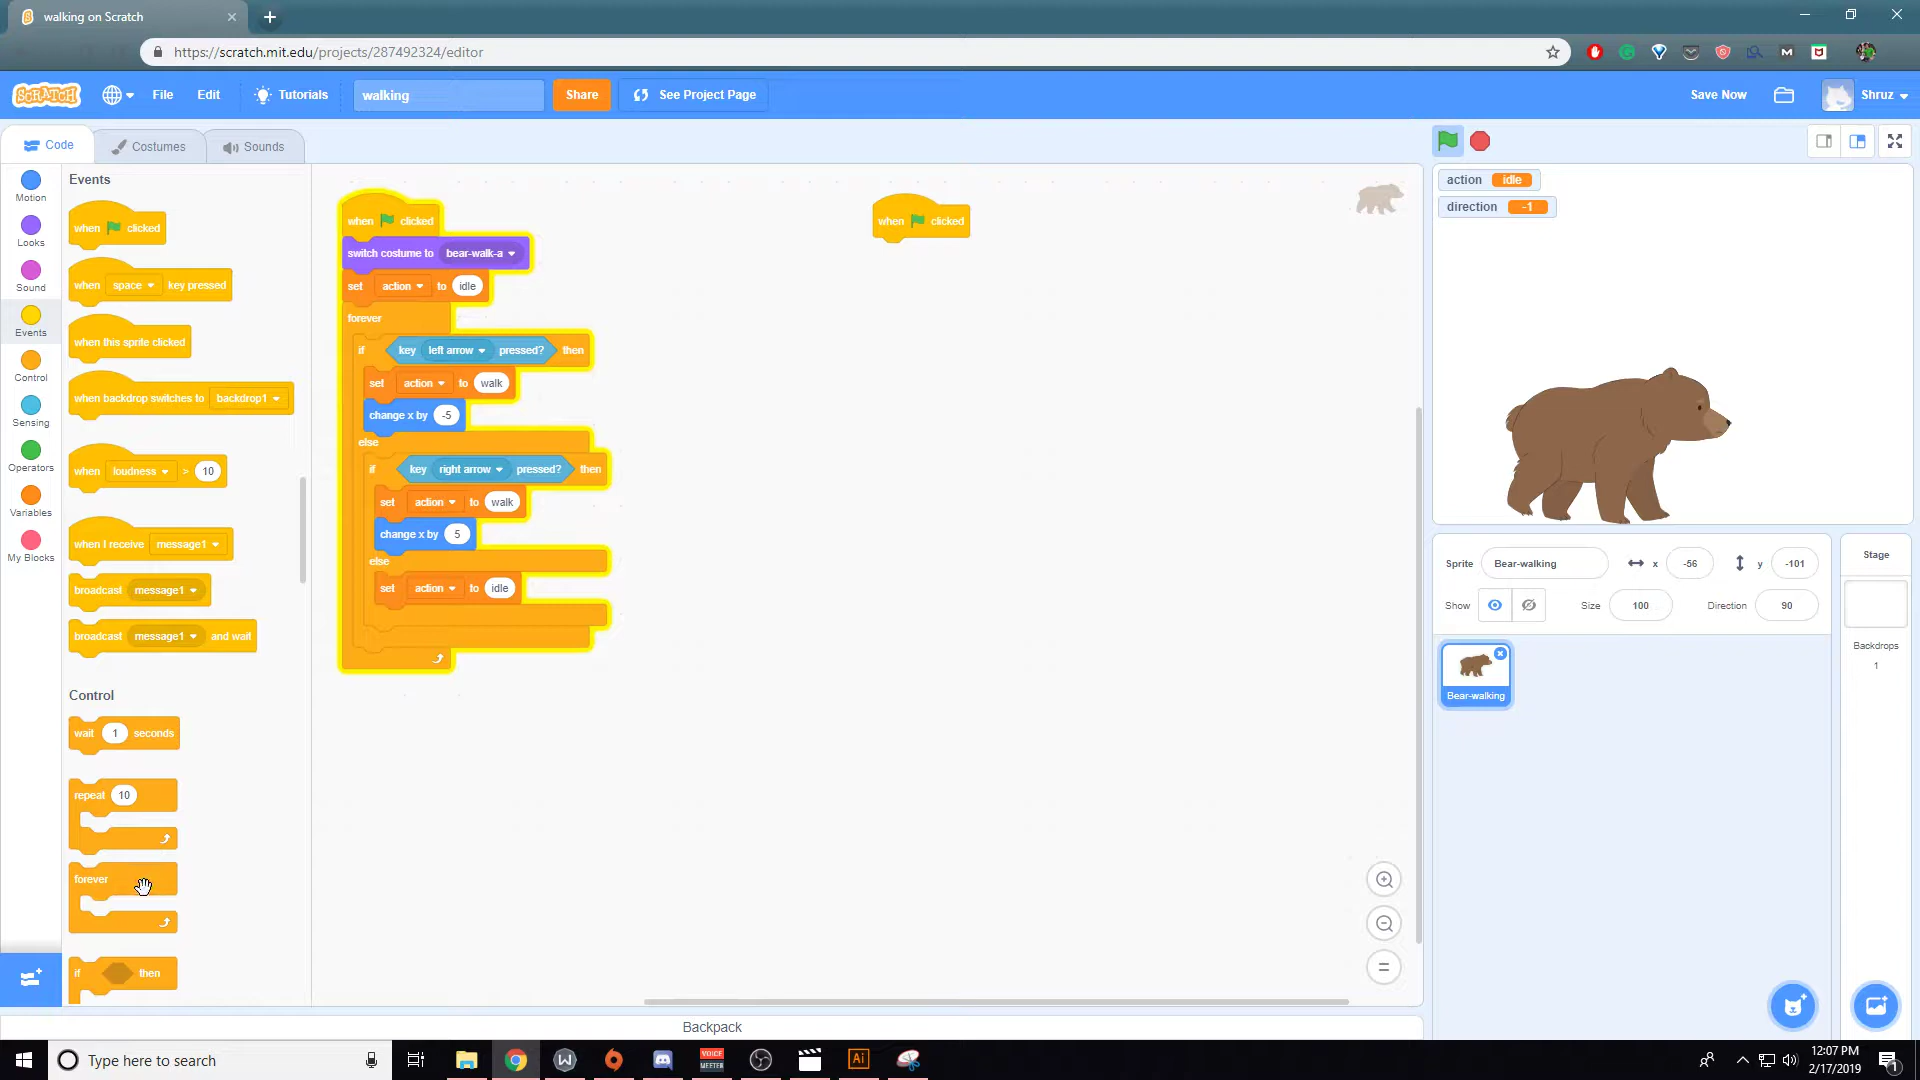 walking on Scratch
https://scratch.mit.edu/projects/287492324/editor
SCRATCH File Edit Tutorials walking Share See Project Page Save Now Shruz
Code Costumes Sounds
Motion
Looks
Sound
Events
Control
Sensing
Operators
Variables
My Blocks
Events
when clicked
when space key pressed
when this sprite clicked
when backdrop switches to backdrop1
when loudness > 10
when I receive message1
broadcast message1
broadcast message1 and wait
Control
wait 1 seconds
repeat 10
forever
if then
when clicked
switch costume to bear-walk-a
set action to idle
forever
if key left arrow pressed? then
set action to walk
change x by -5
else
if key right arrow pressed? then
set action to walk
change x by 5
else
set action to idle
when clicked
action idle
direction -1
Sprite Bear-walking x -56 y -101
Show Size 100 Direction 90
Bear-walking
Stage
Backdrops
1
Backpack
Type here to search
VOICE
MEETER
Ai
12:07 PM
2/17/2019
1